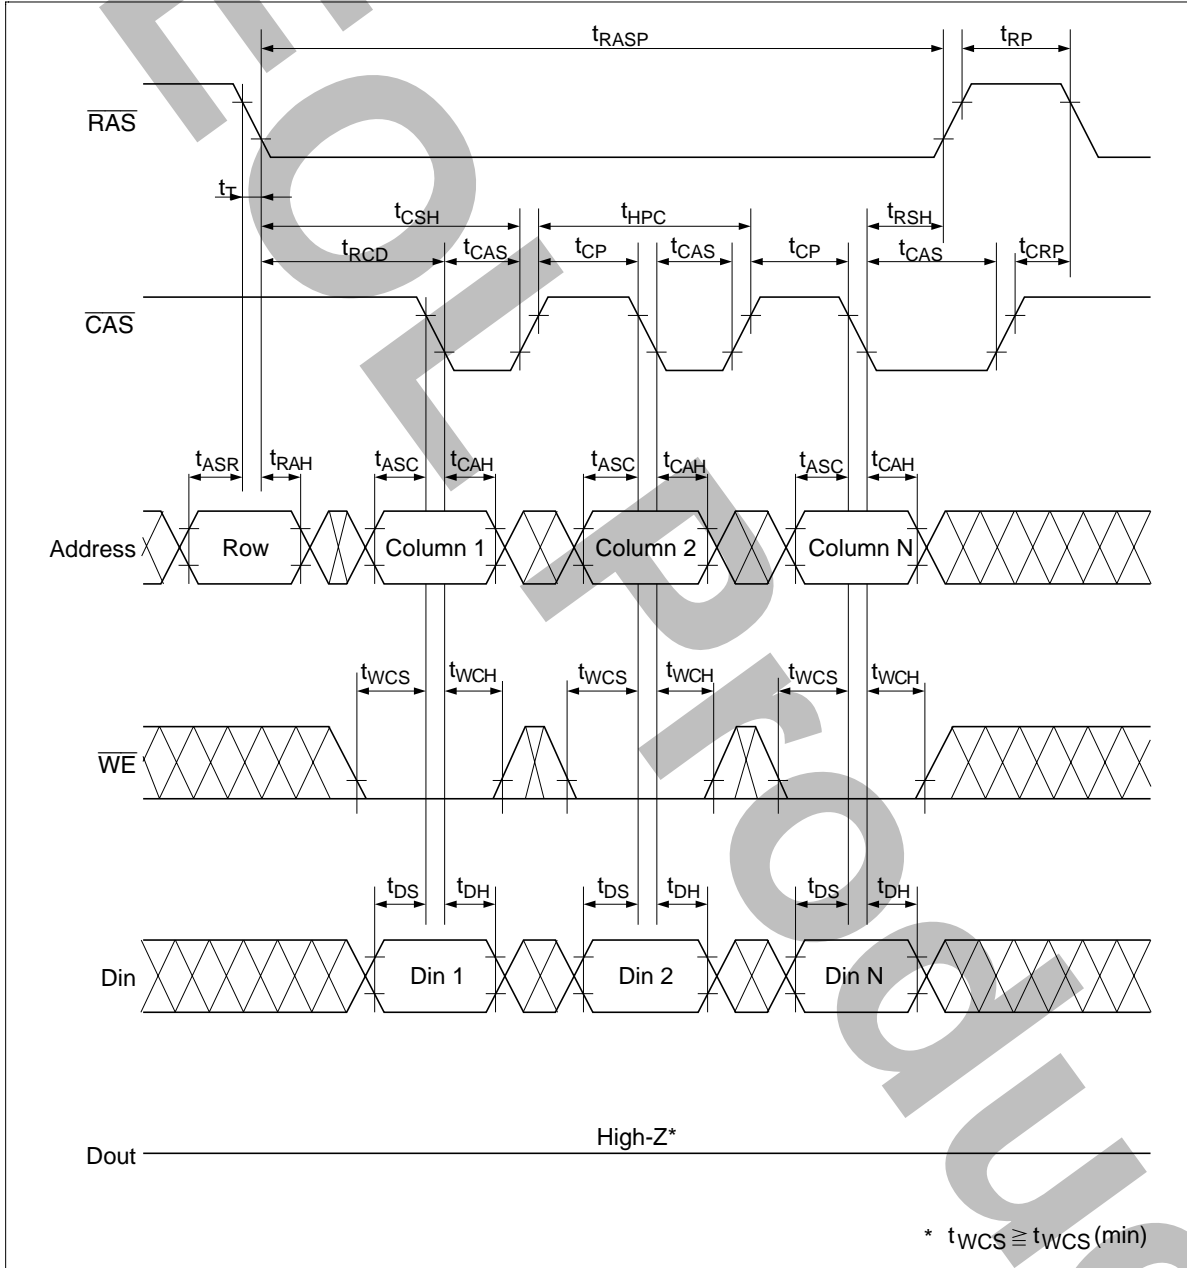 tRASP tRP
RAS
tT
tCSH tHPC tRSH
tRCD tCAS tCP tCAS tCP tCAS tCRP
CAS
tASR tRAH tASC tCAH tASC tCAH tASC tCAH
Address Row Column 1 Column 2 Column N
tWCS tWCH tWCS tWCH tWCS tWCH
WE
tDS tDH tDS tDH tDS tDH
Din Din 1 Din 2 Din N
High-Z*
Dout
* tWCS ≧ tWCS(min)
EOL Produc